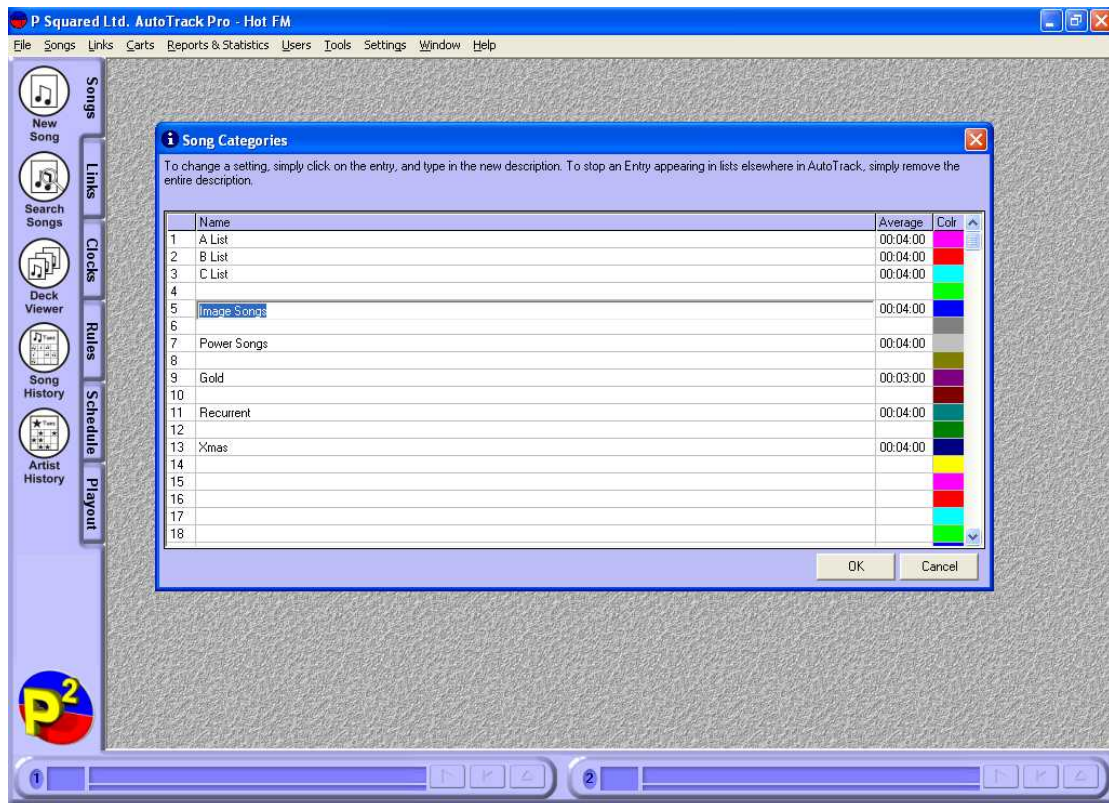 P Squared Ltd. AutoTrack Pro - Hot FM
File Songs Links Carts Reports & Statistics Users Tools Settings Window Help
New Song
Search Songs
Deck Viewer
Song History
Artist History
Songs
Links
Clocks
Rules
Schedule
Playout
Song Categories
To change a setting, simply click on the entry, and type in the new description. To stop an Entry appearing in lists elsewhere in AutoTrack, simply remove the
entire description.
Name Average Colr
1 A List 00:04:00
2 B List 00:04:00
3 C List 00:04:00
4
5 Image Songs 00:04:00
6
7 Power Songs 00:04:00
8
9 Gold 00:03:00
10
11 Recurrent 00:04:00
12
13 Xmas 00:04:00
14
15
16
17
18
OK Cancel
P2
1 2